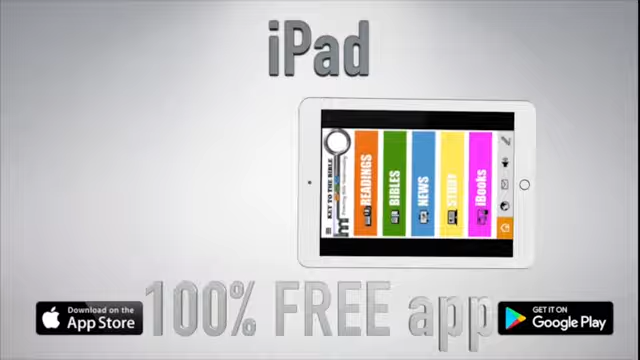 iPad
KEY TO THE BIBLE
READINGS
BIBLES
NEWS
STUDY
iBooks
100% FREE app
Download on the
App Store
GET IT ON
Google Play